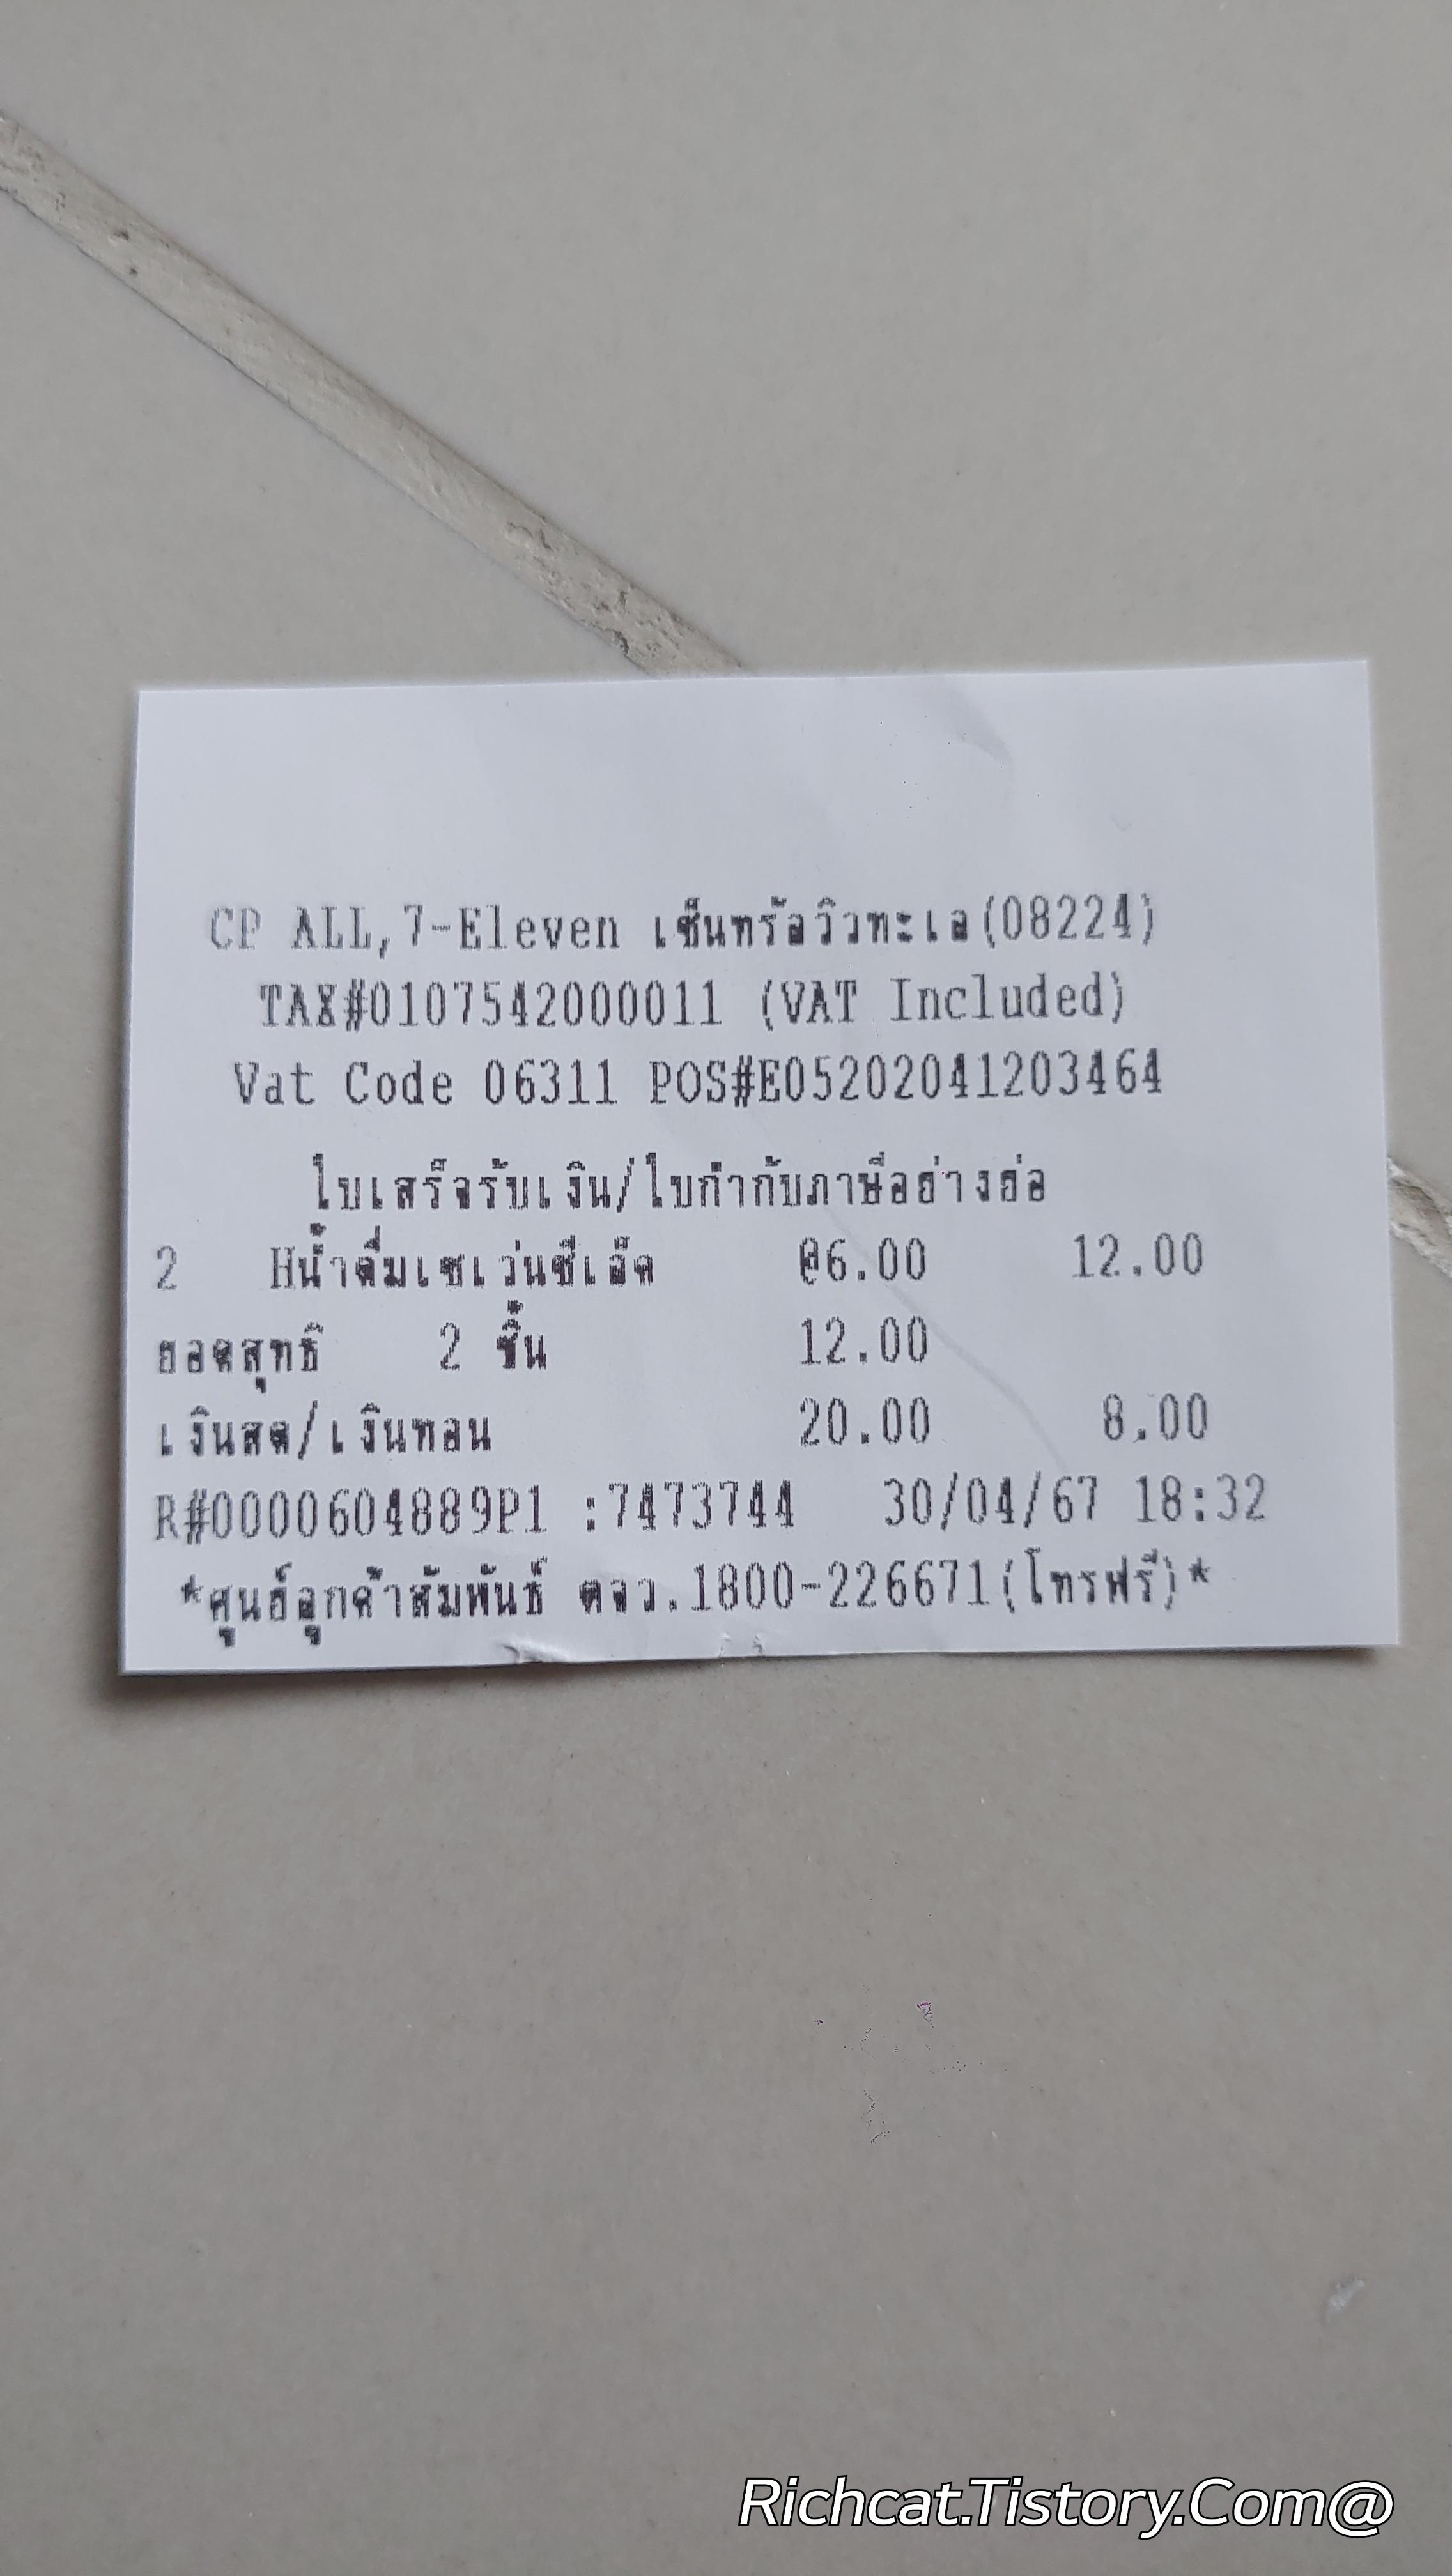 CP ALL,7-Eleven เซ็นทรัลวิวทะเล(08224)
TAX#0107542000011 (VAT Included)
Vat Code 06311 POS#E05202041203464
ใบเสร็จรับเงิน/ใบกำกับภาษีอย่างย่อ
2 Hน้ำดื่มเซเว่นซีเล็ค @6.00 12.00
ยอดสุทธิ 2 ชิ้น 12.00
เงินสด/เงินทอน 20.00 8.00
R#0000604889P1 :7473744 30/04/67 18:32
*ศูนย์ลูกค้าสัมพันธ์ ตจว.1800-226671(โทรฟรี)*
Richcat.Tistory.Com@